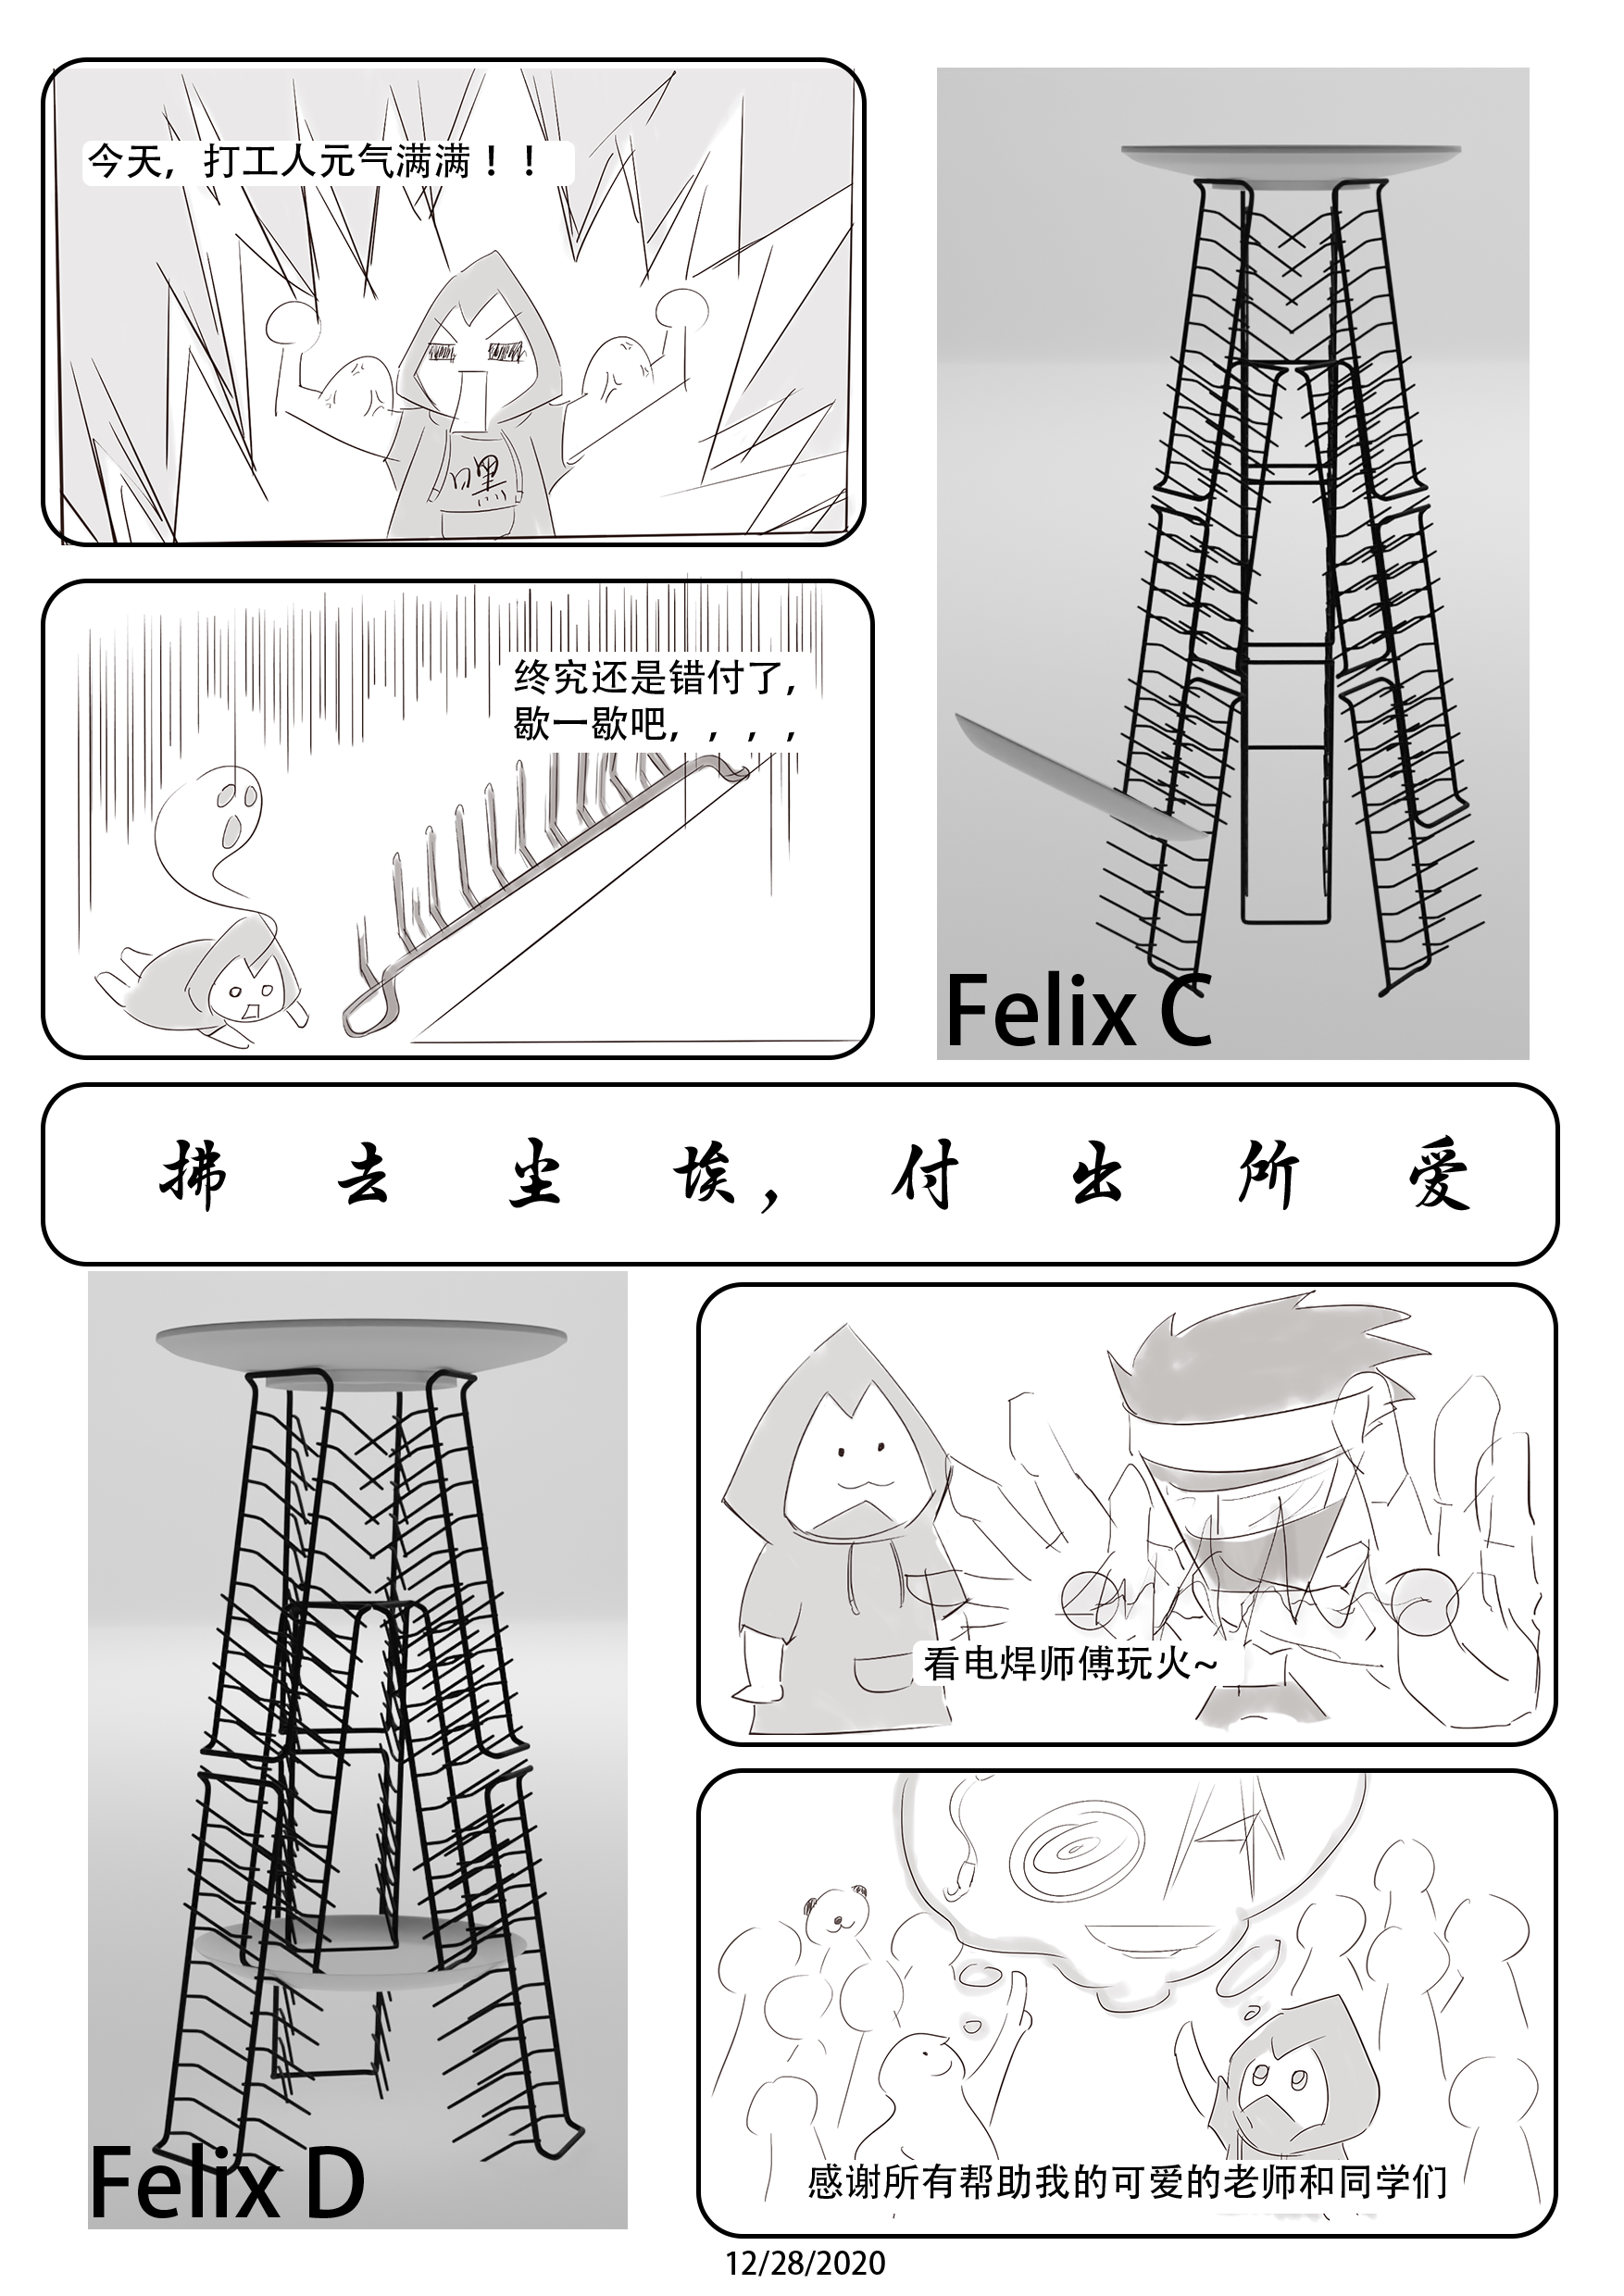 今天，打工人元气满满！！
嘿
终究还是错付了，
歇一歇吧，，，，
Felix C
拂去尘埃，付出所爱
Felix D
看电焊师傅玩火~
感谢所有帮助我的可爱的老师和同学们
12/28/2020